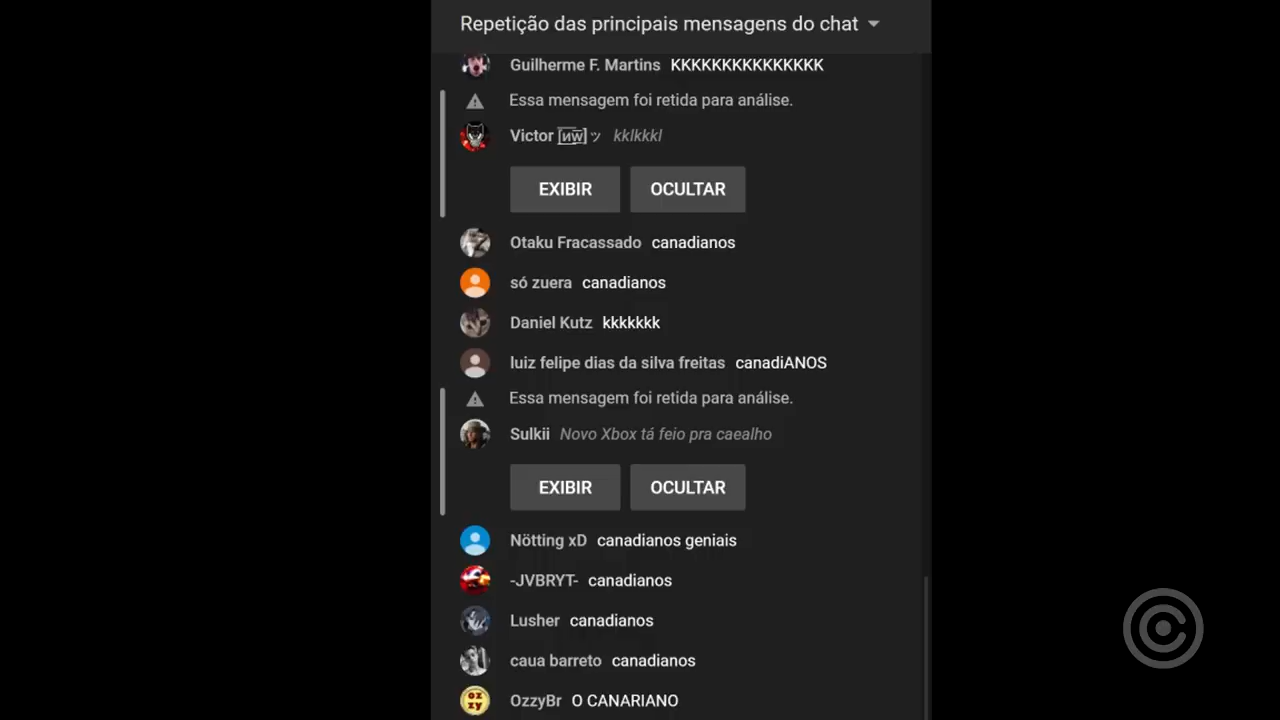 Repetição das principais mensagens do chat
Guilherme F. Martins KKKKKKKKKKKKKKK
Essa mensagem foi retida para análise.
Victor [ͶW]ッ kklkkkl
EXIBIR OCULTAR
Otaku Fracassado canadianos
só zuera canadianos
Daniel Kutz kkkkkkk
luiz felipe dias da silva freitas canadiANOS
Essa mensagem foi retida para análise.
Sulkii Novo Xbox tá feio pra caealho
EXIBIR OCULTAR
Nötting xD canadianos geniais
-JVBRYT- canadianos
Lusher canadianos
caua barreto canadianos
OzzyBr O CANARIANO